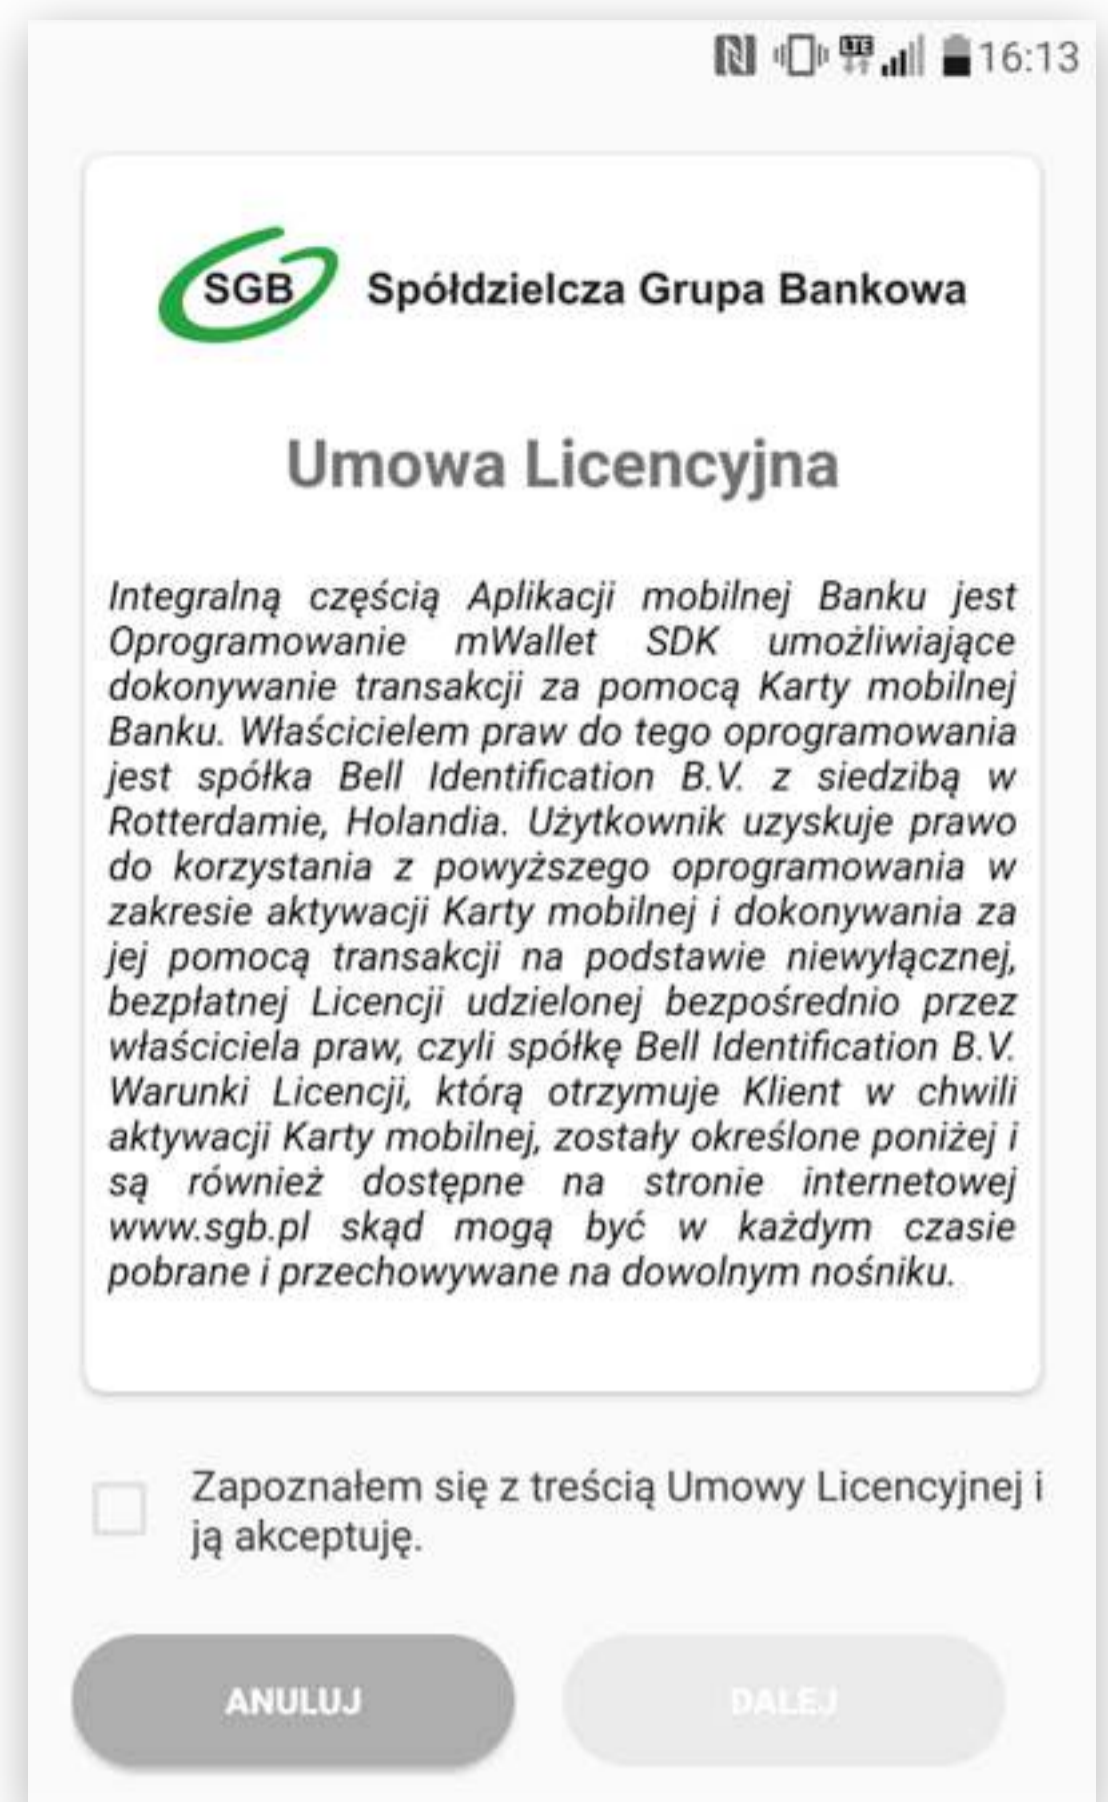 LTE 16:13
SGB Spółdzielcza Grupa Bankowa
Umowa Licencyjna
Integralną częścią Aplikacji mobilnej Banku jest
Oprogramowanie mWallet SDK umożliwiające
dokonywanie transakcji za pomocą Karty mobilnej
Banku. Właścicielem praw do tego oprogramowania
jest spółka Bell Identification B.V. z siedzibą w
Rotterdamie, Holandia. Użytkownik uzyskuje prawo
do korzystania z powyższego oprogramowania w
zakresie aktywacji Karty mobilnej i dokonywania za
jej pomocą transakcji na podstawie niewyłącznej,
bezpłatnej Licencji udzielonej bezpośrednio przez
właściciela praw, czyli spółkę Bell Identification B.V.
Warunki Licencji, którą otrzymuje Klient w chwili
aktywacji Karty mobilnej, zostały określone poniżej i
są również dostępne na stronie internetowej
www.sgb.pl skąd mogą być w każdym czasie
pobrane i przechowywane na dowolnym nośniku.
Zapoznałem się z treścią Umowy Licencyjnej i
ją akceptuję.
ANULUJ DALEJ